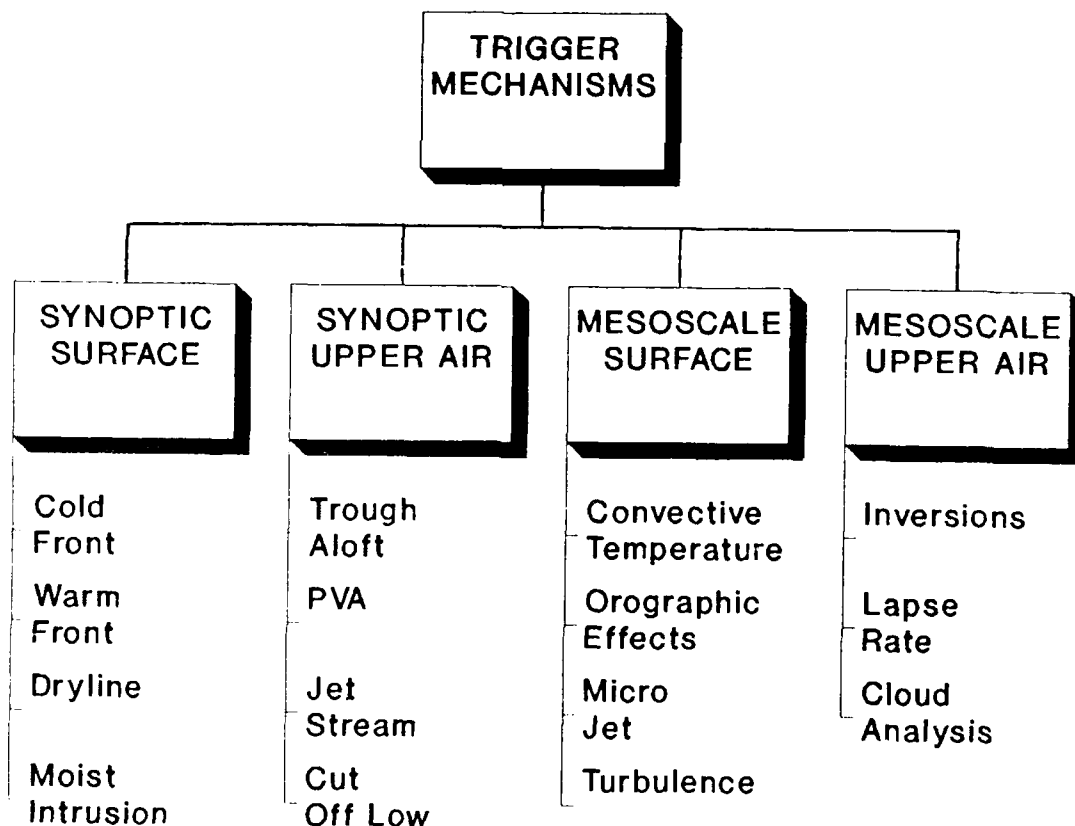 TRIGGER
MECHANISMS
SYNOPTIC
SURFACE
Cold
Front
Warm
Front
Dryline
Moist
Intrusion
SYNOPTIC
UPPER AIR
Trough
Aloft
PVA
Jet
Stream
Cut
Off Low
MESOSCALE
SURFACE
Convective
Temperature
Orographic
Effects
Micro
Jet
Turbulence
MESOSCALE
UPPER AIR
Inversions
Lapse
Rate
Cloud
Analysis